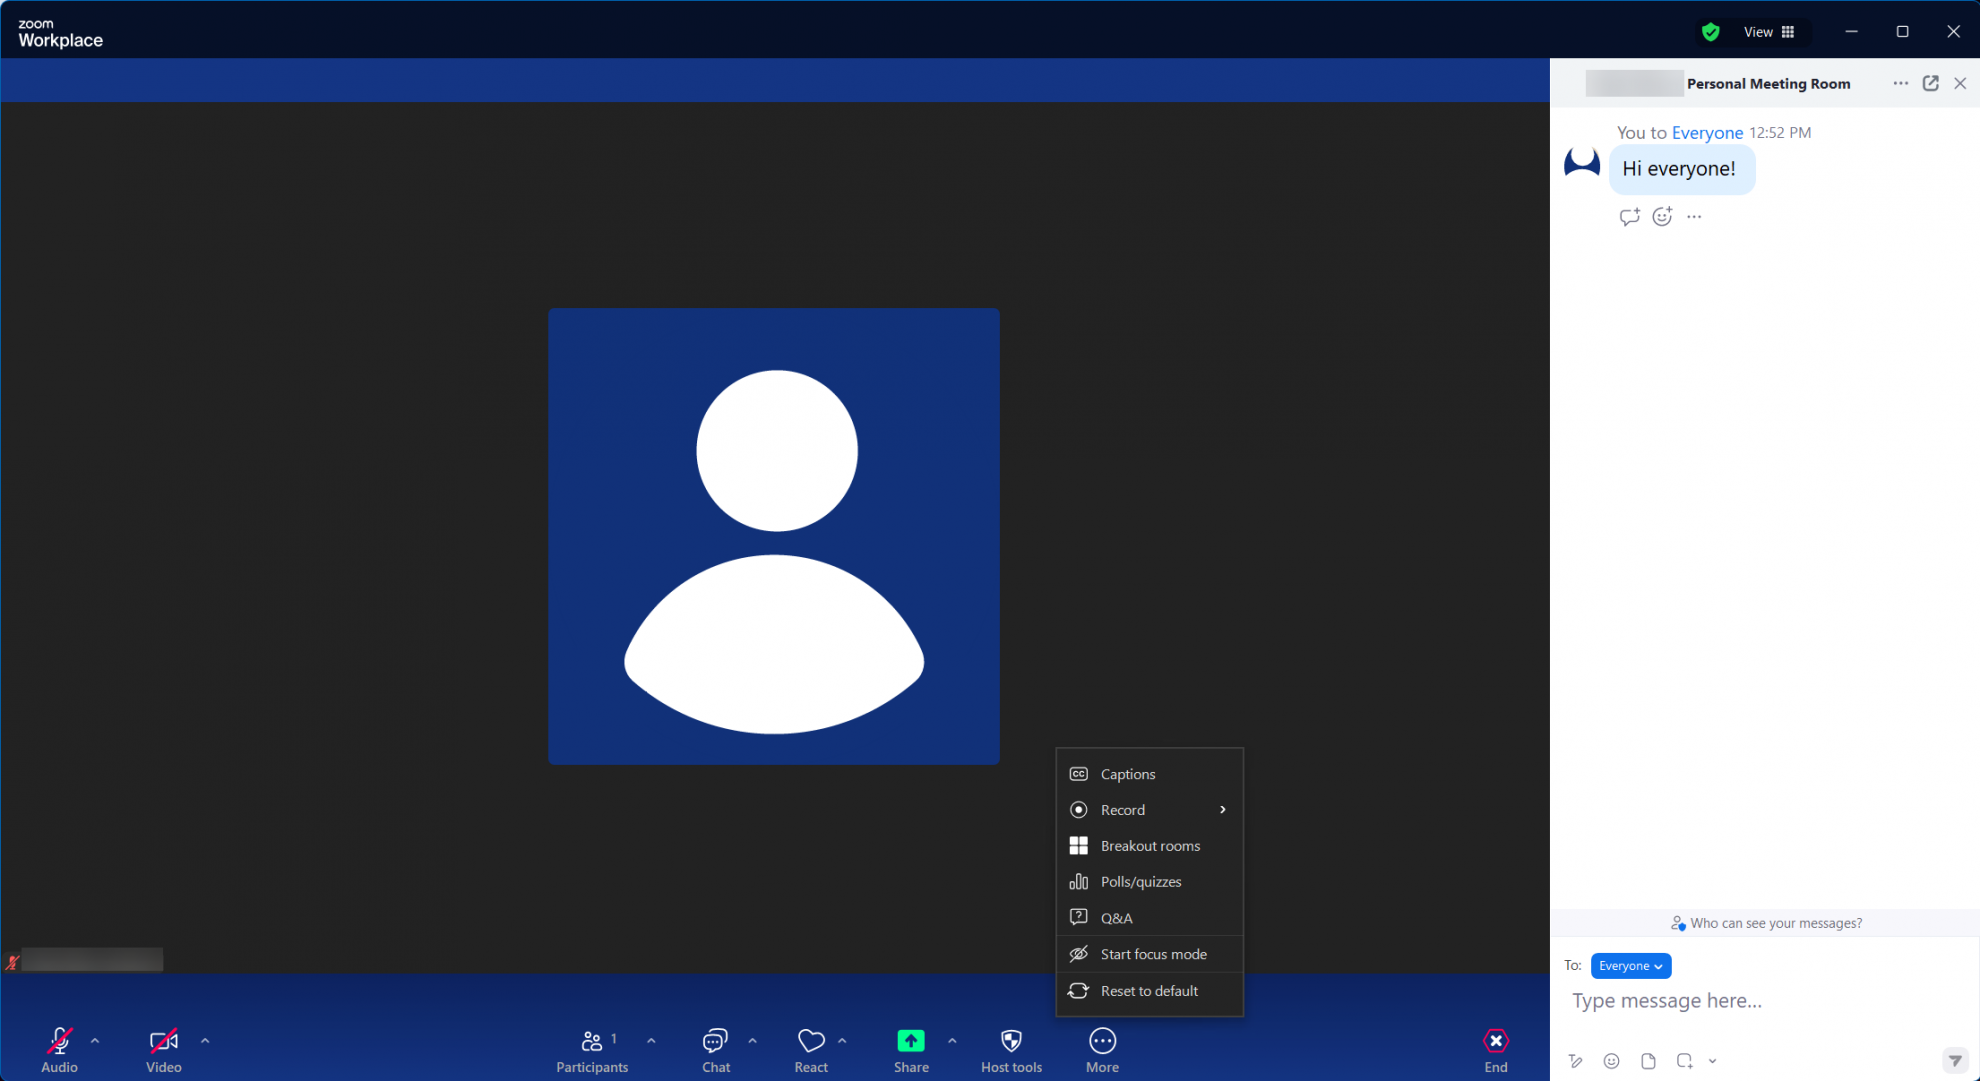 zoom
Workplace
View
Personal Meeting Room
You to Everyone 12:52 PM
Hi everyone!
Captions
Record
Breakout rooms
Polls/quizzes
Q&A
Start focus mode
Reset to default
Who can see your messages?
To: Everyone
Type message here...
Audio
Video
1
Participants
Chat
React
Share
Host tools
More
End